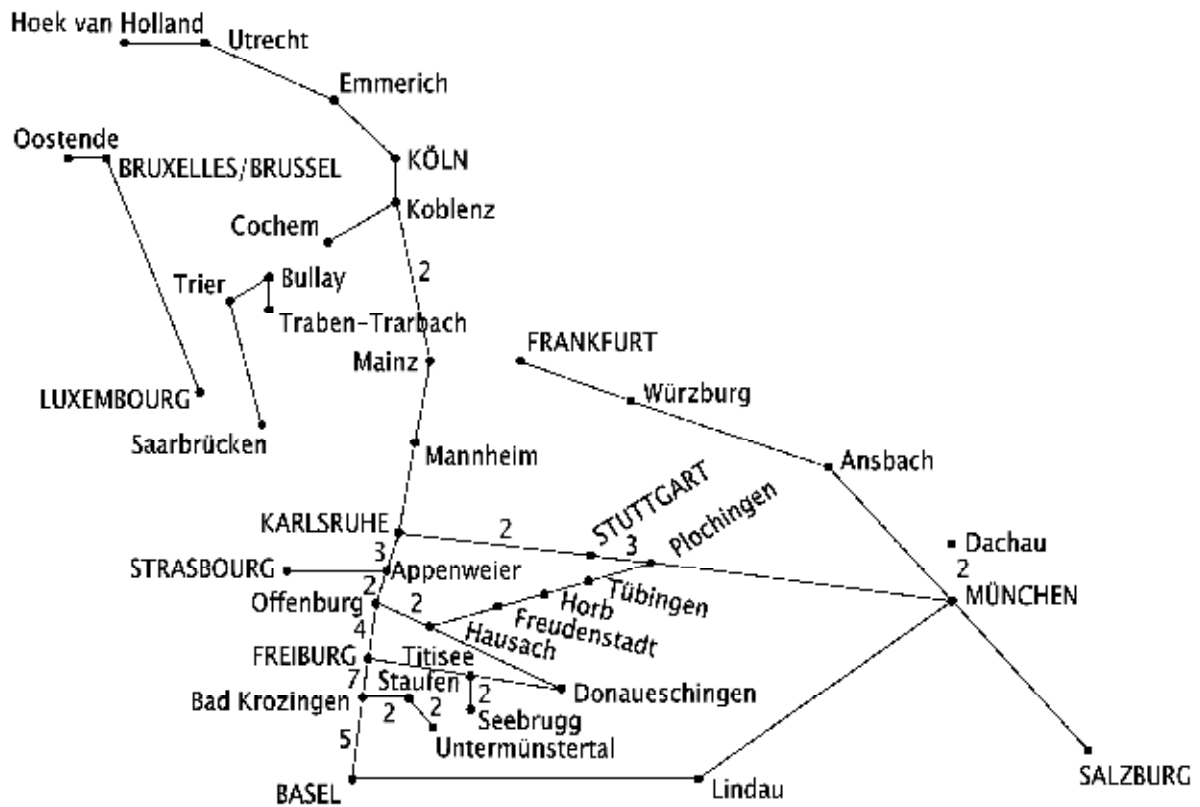 Hoek van Holland
Utrecht
Emmerich
Oostende
BRUXELLES/BRUSSEL
KÖLN
Koblenz
Cochem
2
Trier
Bullay
Traben-Trarbach
Mainz
FRANKFURT
LUXEMBOURG
Würzburg
Saarbrücken
Mannheim
Ansbach
KARLSRUHE
2
STUTTGART
3
Plochingen
Dachau
2
3
STRASBOURG
Appenweier
2
Offenburg
2
Tübingen
Horb
Freudenstadt
Hausach
MÜNCHEN
4
FREIBURG
Titisee
7
Staufen
2
Donaueschingen
Bad Krozingen
2
2
Seebrugg
Untermünstertal
5
BASEL
Lindau
SALZBURG